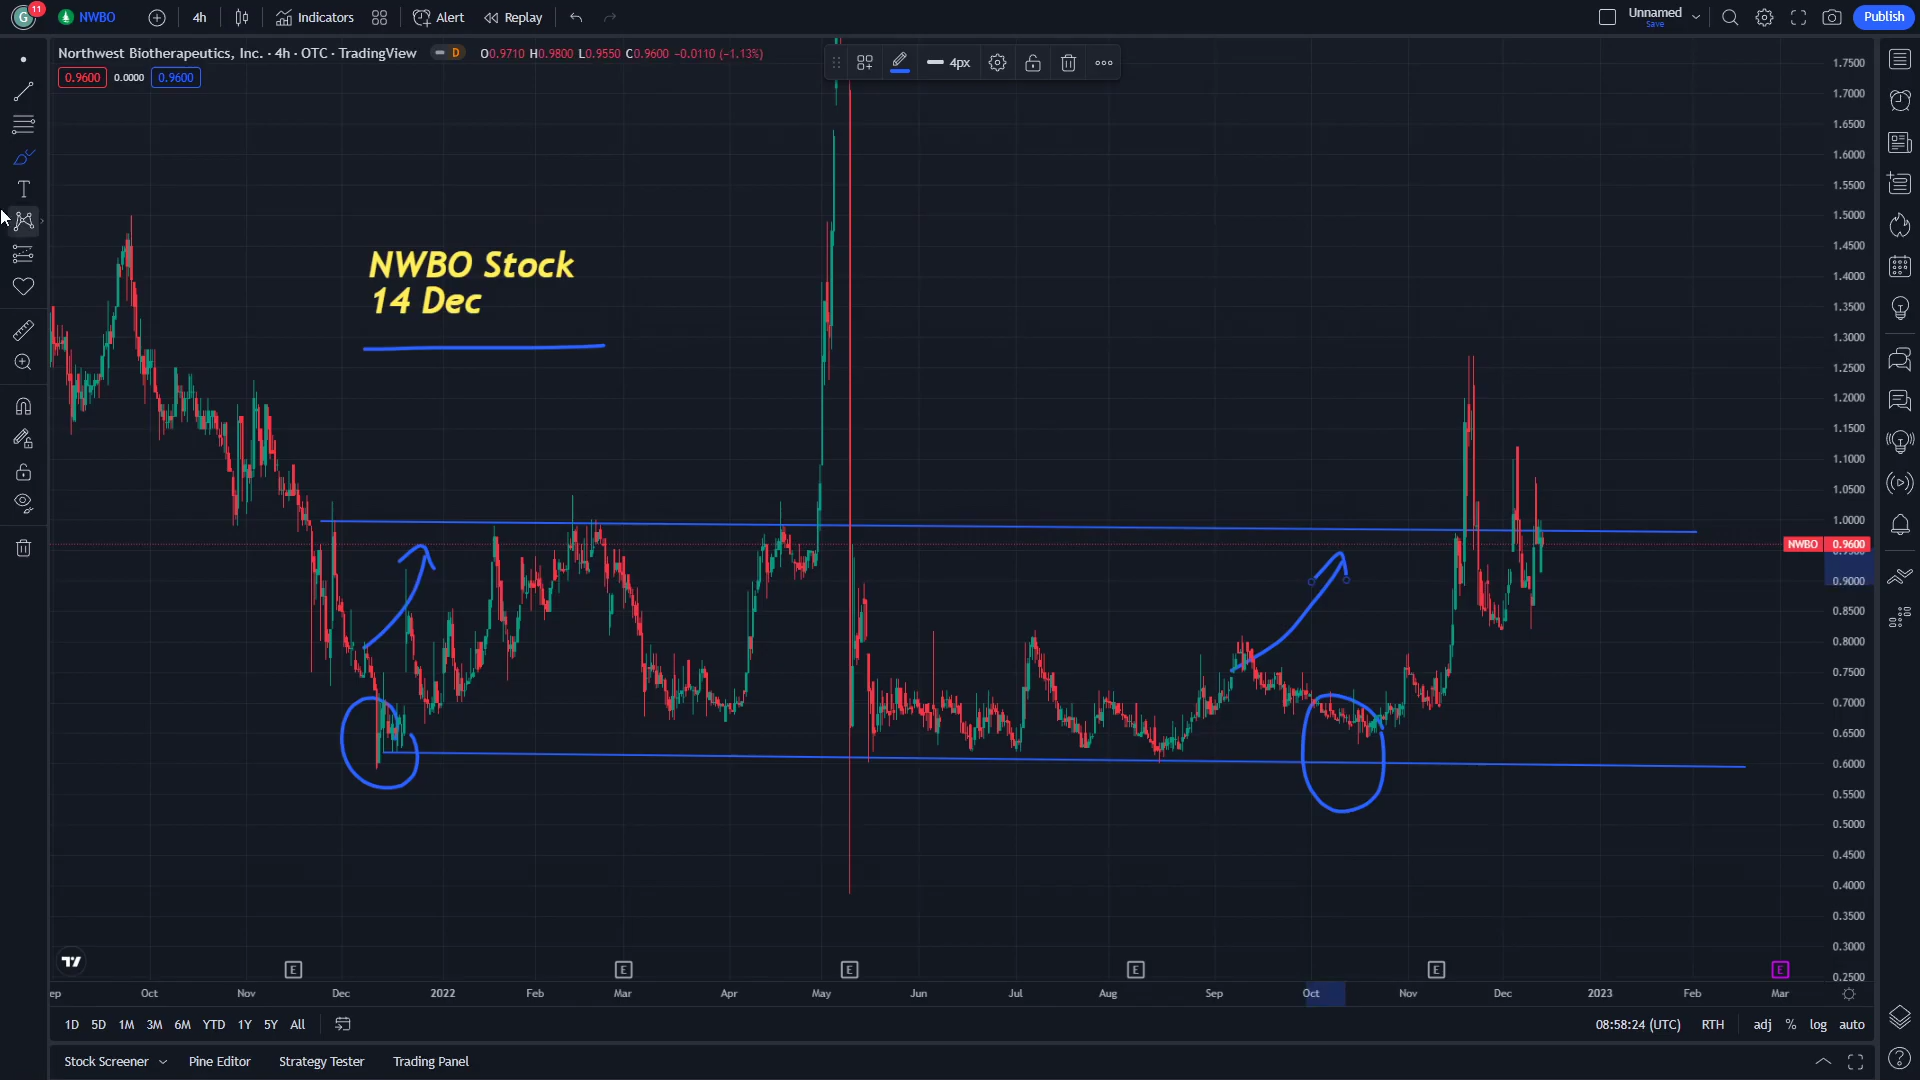 G 11 NWBO 4h Indicators Alert Replay Unnamed Save Publish
Northwest Biotherapeutics, Inc. · 4h · OTC · TradingView D O0.9710 H0.9800 L0.9550 C0.9600 -0.0110 (-1.13%)
0.9600 0.0000 0.9600
4px
NWBO Stock
14 Dec
1.7500
1.7000
1.6500
1.6000
1.5500
1.5000
1.4500
1.4000
1.3500
1.3000
1.2500
1.2000
1.1500
1.1000
1.0500
1.0000
NWBO 0.9600
0.9000
0.8500
0.8000
0.7500
0.7000
0.6500
0.6000
0.5500
0.5000
0.4500
0.4000
0.3500
0.3000
0.2500
E E E E E E
ep Oct Nov Dec 2022 Feb Mar Apr May Jun Jul Aug Sep Oct Nov Dec 2023 Feb Mar
1D 5D 1M 3M 6M YTD 1Y 5Y All 08:58:24 (UTC) RTH adj % log auto
Stock Screener Pine Editor Strategy Tester Trading Panel